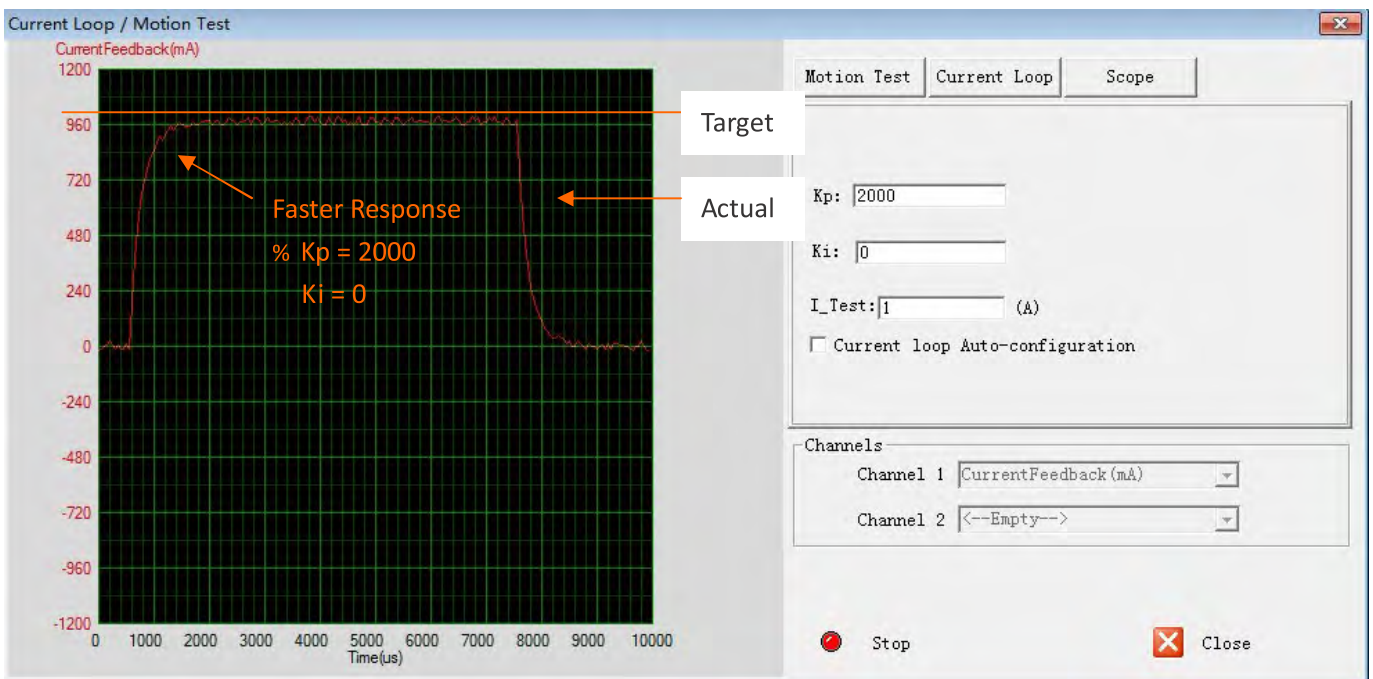 Current Loop / Motion Test
CurrentFeedback(mA)
1200
960
720
480
240
0
-240
-480
-720
-960
-1200
0 1000 2000 3000 4000 5000 6000 7000 8000 9000 10000
Time(us)
Target
Actual
Faster Response
% Kp = 2000
Ki = 0
Motion Test Current Loop Scope
Kp: 2000
Ki: 0
I_Test: 1 (A)
Current loop Auto-configuration
Channels
Channel 1 CurrentFeedback(mA)
Channel 2 <--Empty-->
Stop Close